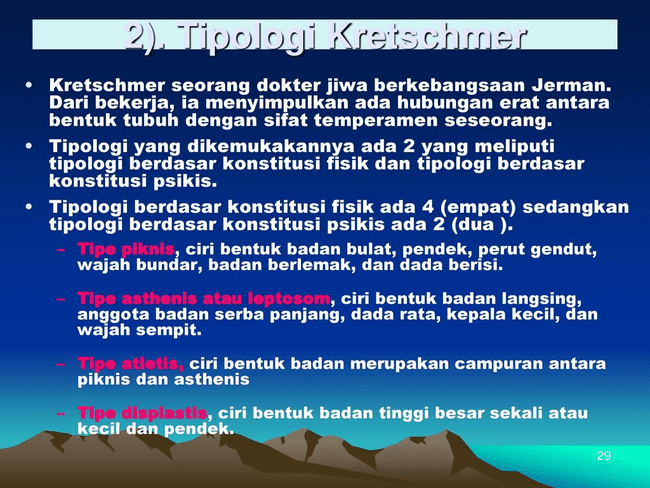 2). Tipologi Kretschmer
• Kretschmer seorang dokter jiwa berkebangsaan Jerman.
Dari bekerja, ia menyimpulkan ada hubungan erat antara
bentuk tubuh dengan sifat temperamen seseorang.
• Tipologi yang dikemukakannya ada 2 yang meliputi
tipologi berdasar konstitusi fisik dan tipologi berdasar
konstitusi psikis.
• Tipologi berdasar konstitusi fisik ada 4 (empat) sedangkan
tipologi berdasar konstitusi psikis ada 2 (dua ).
– Tipe piknis, ciri bentuk badan bulat, pendek, perut gendut,
wajah bundar, badan berlemak, dan dada berisi.
– Tipe asthenis atau leptosom, ciri bentuk badan langsing,
anggota badan serba panjang, dada rata, kepala kecil, dan
wajah sempit.
– Tipe atletis, ciri bentuk badan merupakan campuran antara
piknis dan asthenis
– Tipe displastis, ciri bentuk badan tinggi besar sekali atau
kecil dan pendek.
29